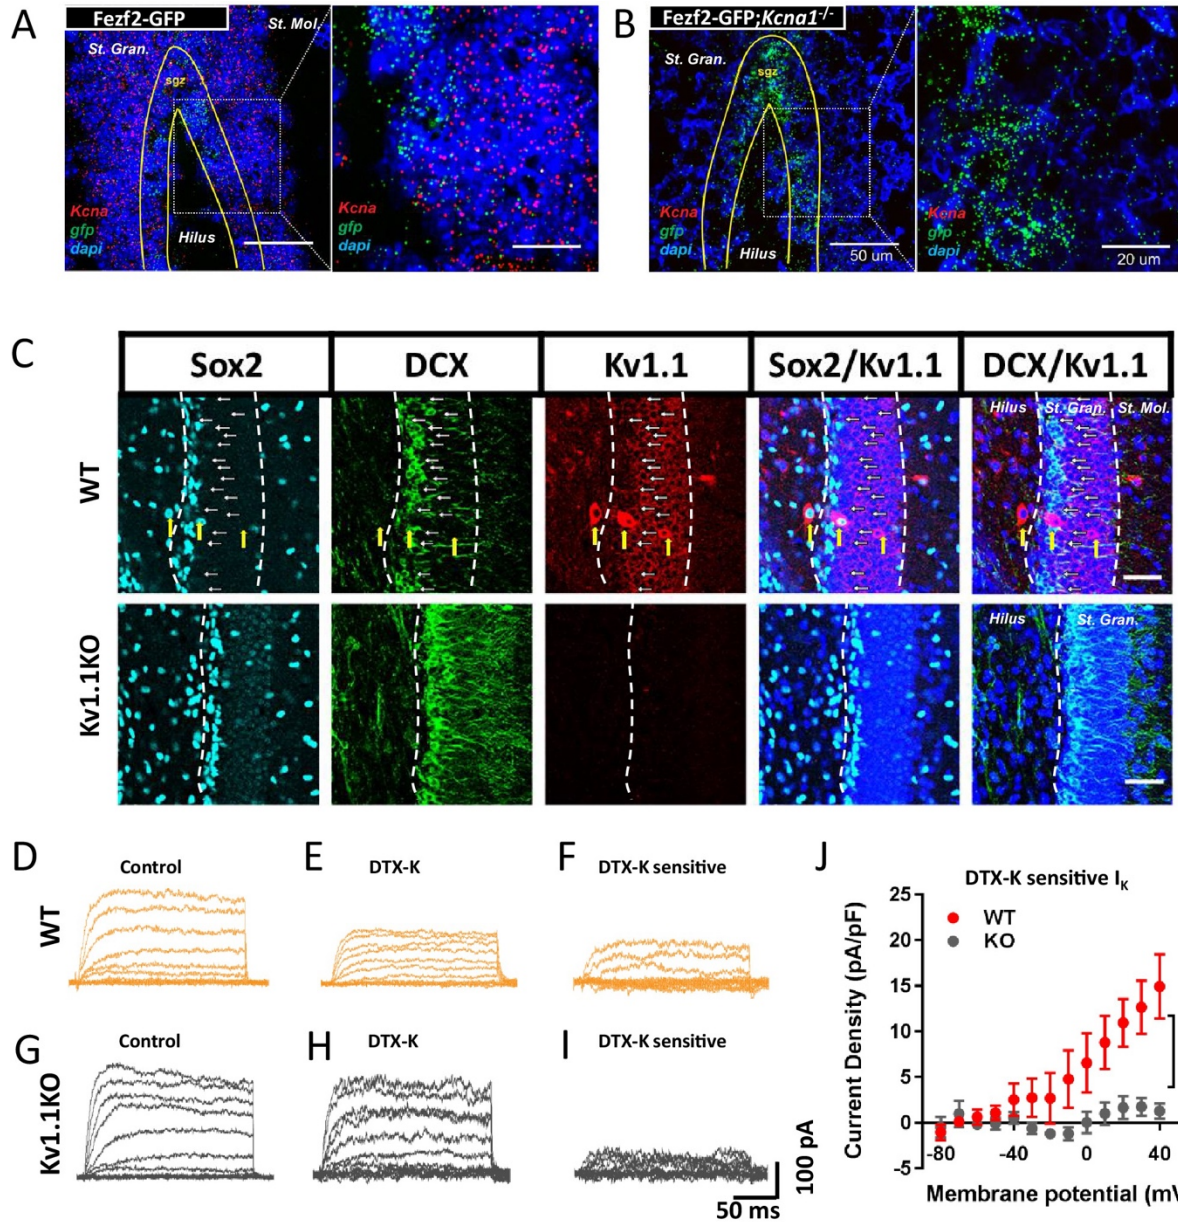 A
Fezf2-GFP
St. Mol.
St. Gran.
sgz
Kcna
gfp
dapi
Hilus
B
Fezf2-GFP;Kcna1-/-
St. Gran.
sgz
Kcna
gfp
dapi
Hilus
50 um
Kcna
gfp
dapi
20 um
C
Sox2
DCX
Kv1.1
Sox2/Kv1.1
DCX/Kv1.1
WT
Hilus
St. Gran.
St. Mol.
Kv1.1KO
Hilus
St. Gran.
D
Control
E
DTX-K
F
DTX-K sensitive
WT
G
Control
H
DTX-K
I
DTX-K sensitive
Kv1.1KO
100 pA
50 ms
J
DTX-K sensitive IK
WT
KO
Current Density (pA/pF)
25
20
15
10
5
0
-5
-80
-40
0
40
Membrane potential (mV